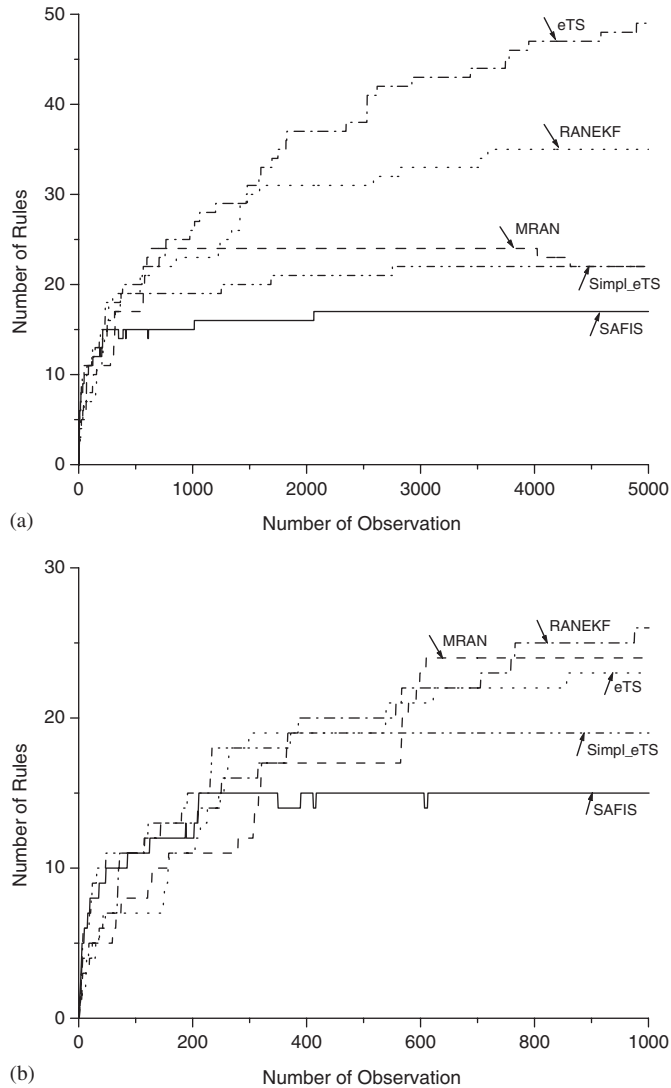 50
40
30
20
10
0
Number of Rules
eTS
RANEKF
MRAN
Simpl_eTS
SAFIS
0 1000 2000 3000 4000 5000
(a)
Number of Observation
30
20
10
0
Number of Rules
RANEKF
MRAN
eTS
Simpl_eTS
SAFIS
0 200 400 600 800 1000
(b)
Number of Observation